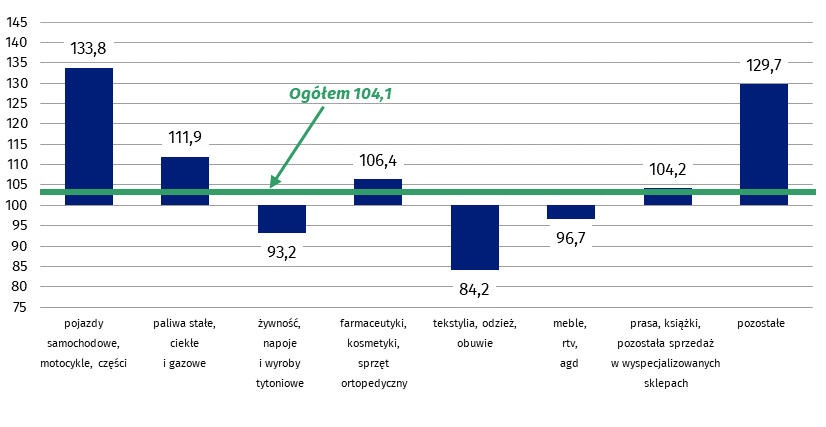 145
140
135
130
125
120
115
110
105
100
95
90
85
80
75
133,8
111,9
93,2
106,4
84,2
96,7
104,2
129,7
Ogółem 104,1
pojazdy
samochodowe,
motocykle, części
paliwa stałe,
ciekłe
i gazowe
żywność,
napoje
i wyroby
tytoniowe
farmaceutyki,
kosmetyki,
sprzęt
ortopedyczny
tekstylia, odzież,
obuwie
meble,
rtv,
agd
prasa, książki,
pozostała sprzedaż
w wyspecjalizowanych
sklepach
pozostałe